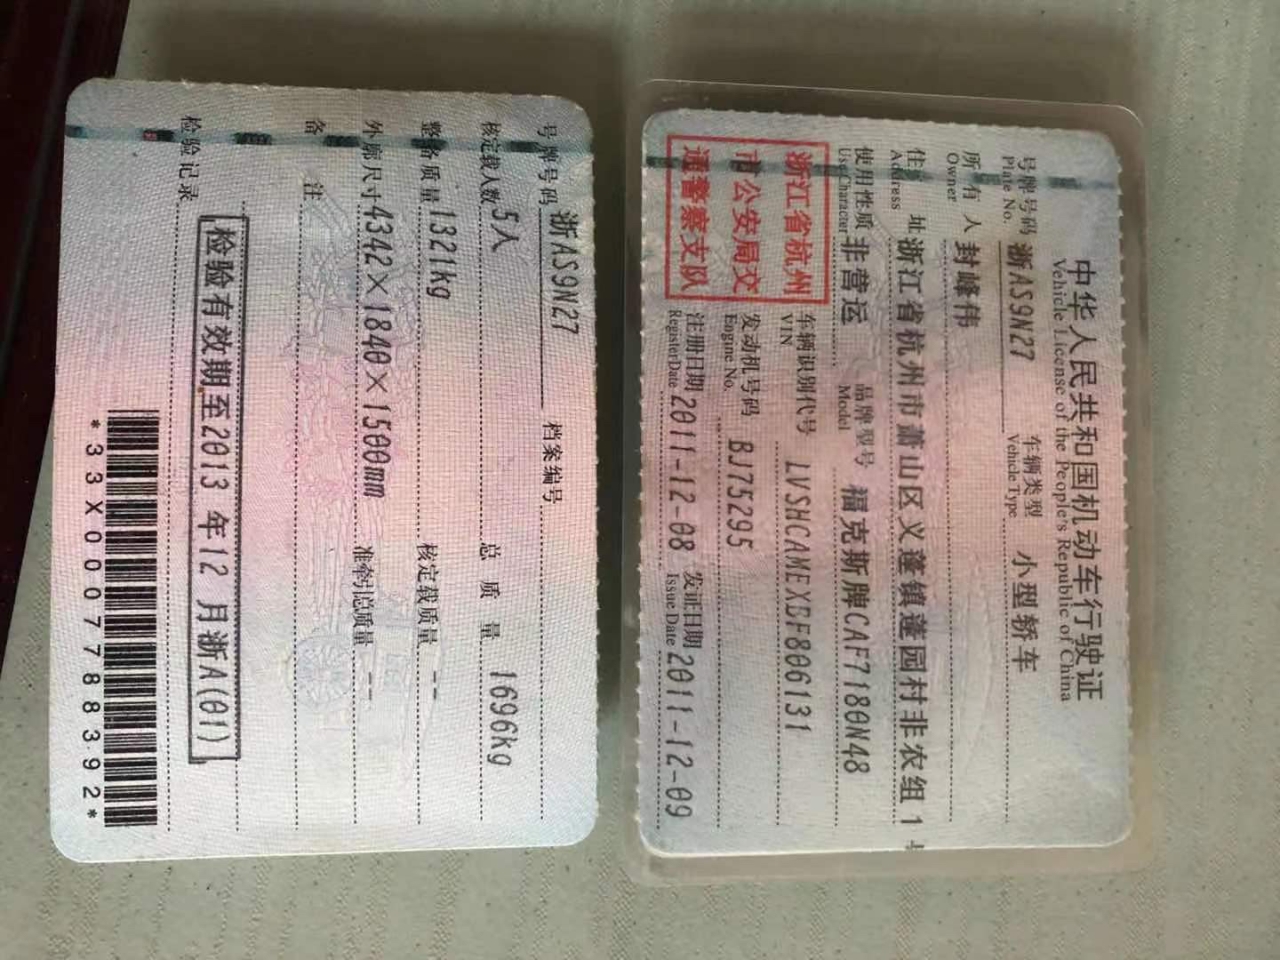 中华人民共和国机动车行驶证
Vehicle License of the People's Republic of China
号牌号码 浙AS9N27 车辆类型 小型轿车
Plate No. Vehicle Type
所有人 封峰伟
Owner
住址 浙江省杭州市萧山区义蓬镇蓬园村非农组1号
Address
使用性质 非营运 品牌型号 福克斯牌CAF7180N48
Use Character Model
浙江省杭州
市公安局交
通警察支队
车辆识别代号 LVSHCAMEXBF806131
VIN
发动机号码 BJ75295
Engine No.
注册日期 2011-12-08 发证日期 2011-12-09
Register Date Issue Date
号牌号码 浙AS9N27 档案编号
核定载人数 5人 总质量 1696kg
整备质量 1321kg 核定载质量 --
外廓尺寸 4342×1840×1500mm 准牵引总质量 --
备注
检验记录
检验有效期至2013年12月浙A(01)
*33X0007788392*